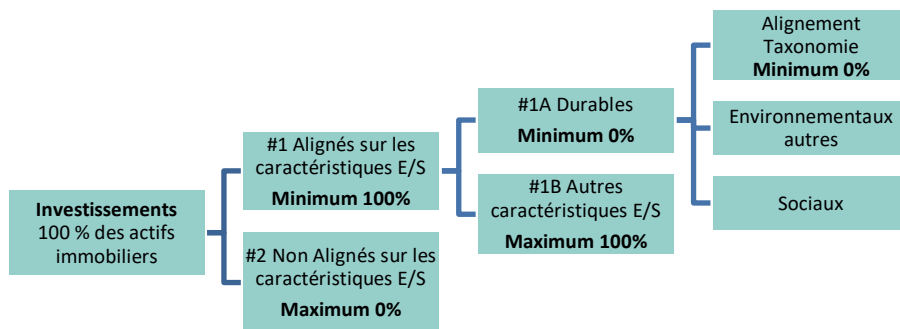 Investissements
100 % des actifs
immobiliers
#1 Alignés sur les
caractéristiques E/S
Minimum 100%
#2 Non Alignés sur les
caractéristiques E/S
Maximum 0%
#1A Durables
Minimum 0%
#1B Autres
caractéristiques E/S
Maximum 100%
Alignement
Taxonomie
Minimum 0%
Environnementaux
autres
Sociaux